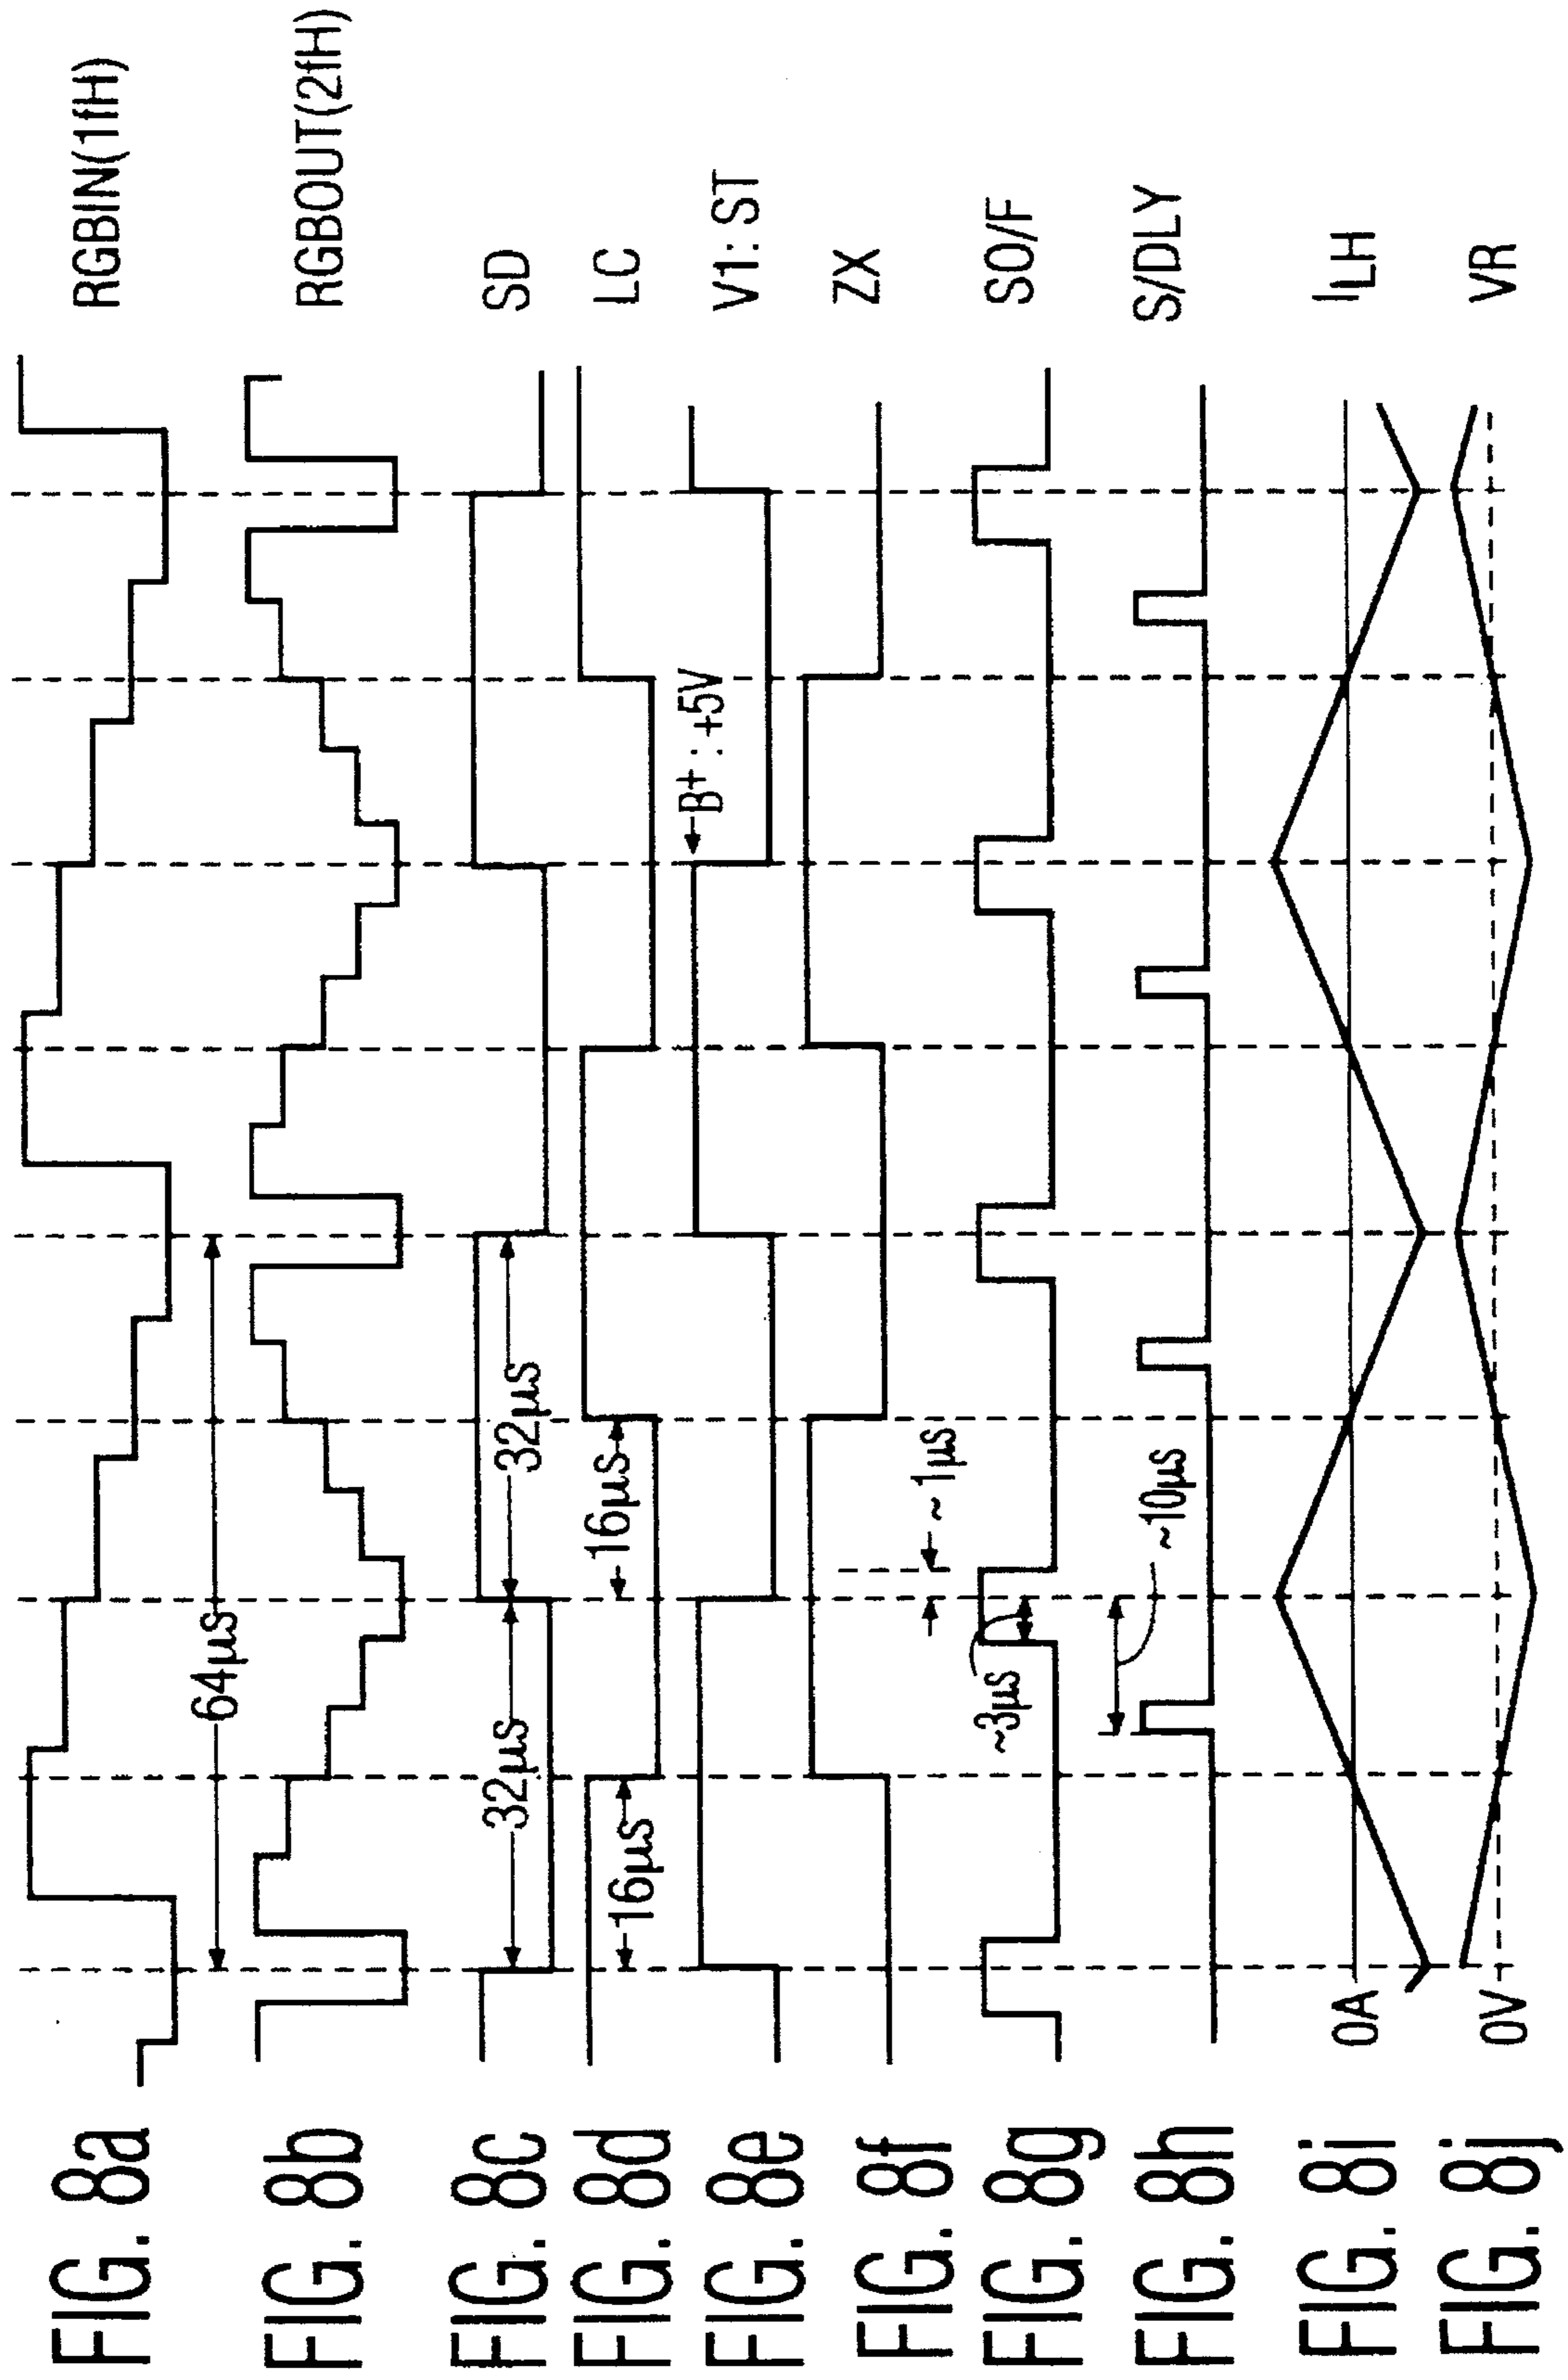 FIG. 8a RGBIN(1fH)
64µs
FIG. 8b RGBOUT(2fH)
FIG. 8c 32µs 32µs SD
FIG. 8d 16µs 16µs LC
FIG. 8e B+ : +5V V1: ST
FIG. 8f ZX
~ 1µs
FIG. 8g ~3µs SO/F
FIG. 8h ~10µs S/DLY
FIG. 8i 0A ILH
FIG. 8j 0V VR